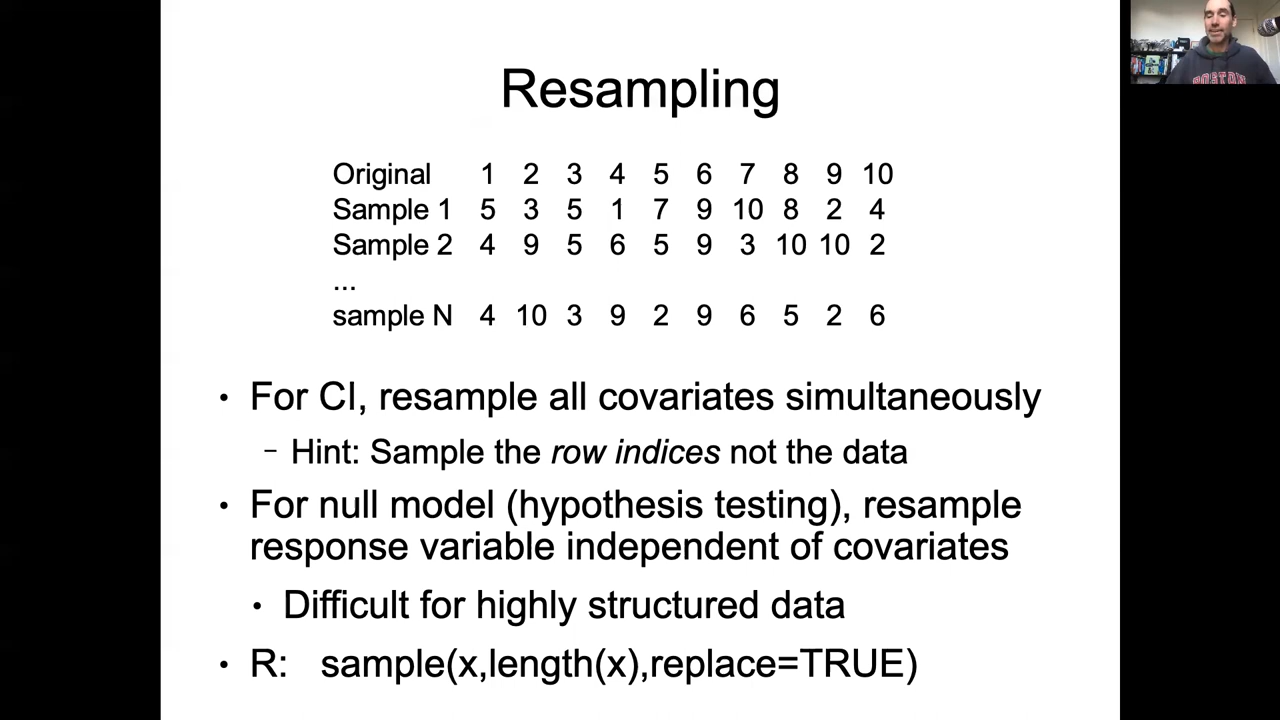 Resampling
Original 1 2 3 4 5 6 7 8 9 10
Sample 1 5 3 5 1 7 9 10 8 2 4
Sample 2 4 9 5 6 5 9 3 10 10 2
...
sample N 4 10 3 9 2 9 6 5 2 6
• For CI, resample all covariates simultaneously
– Hint: Sample the row indices not the data
• For null model (hypothesis testing), resample
response variable independent of covariates
• Difficult for highly structured data
• R: sample(x,length(x),replace=TRUE)